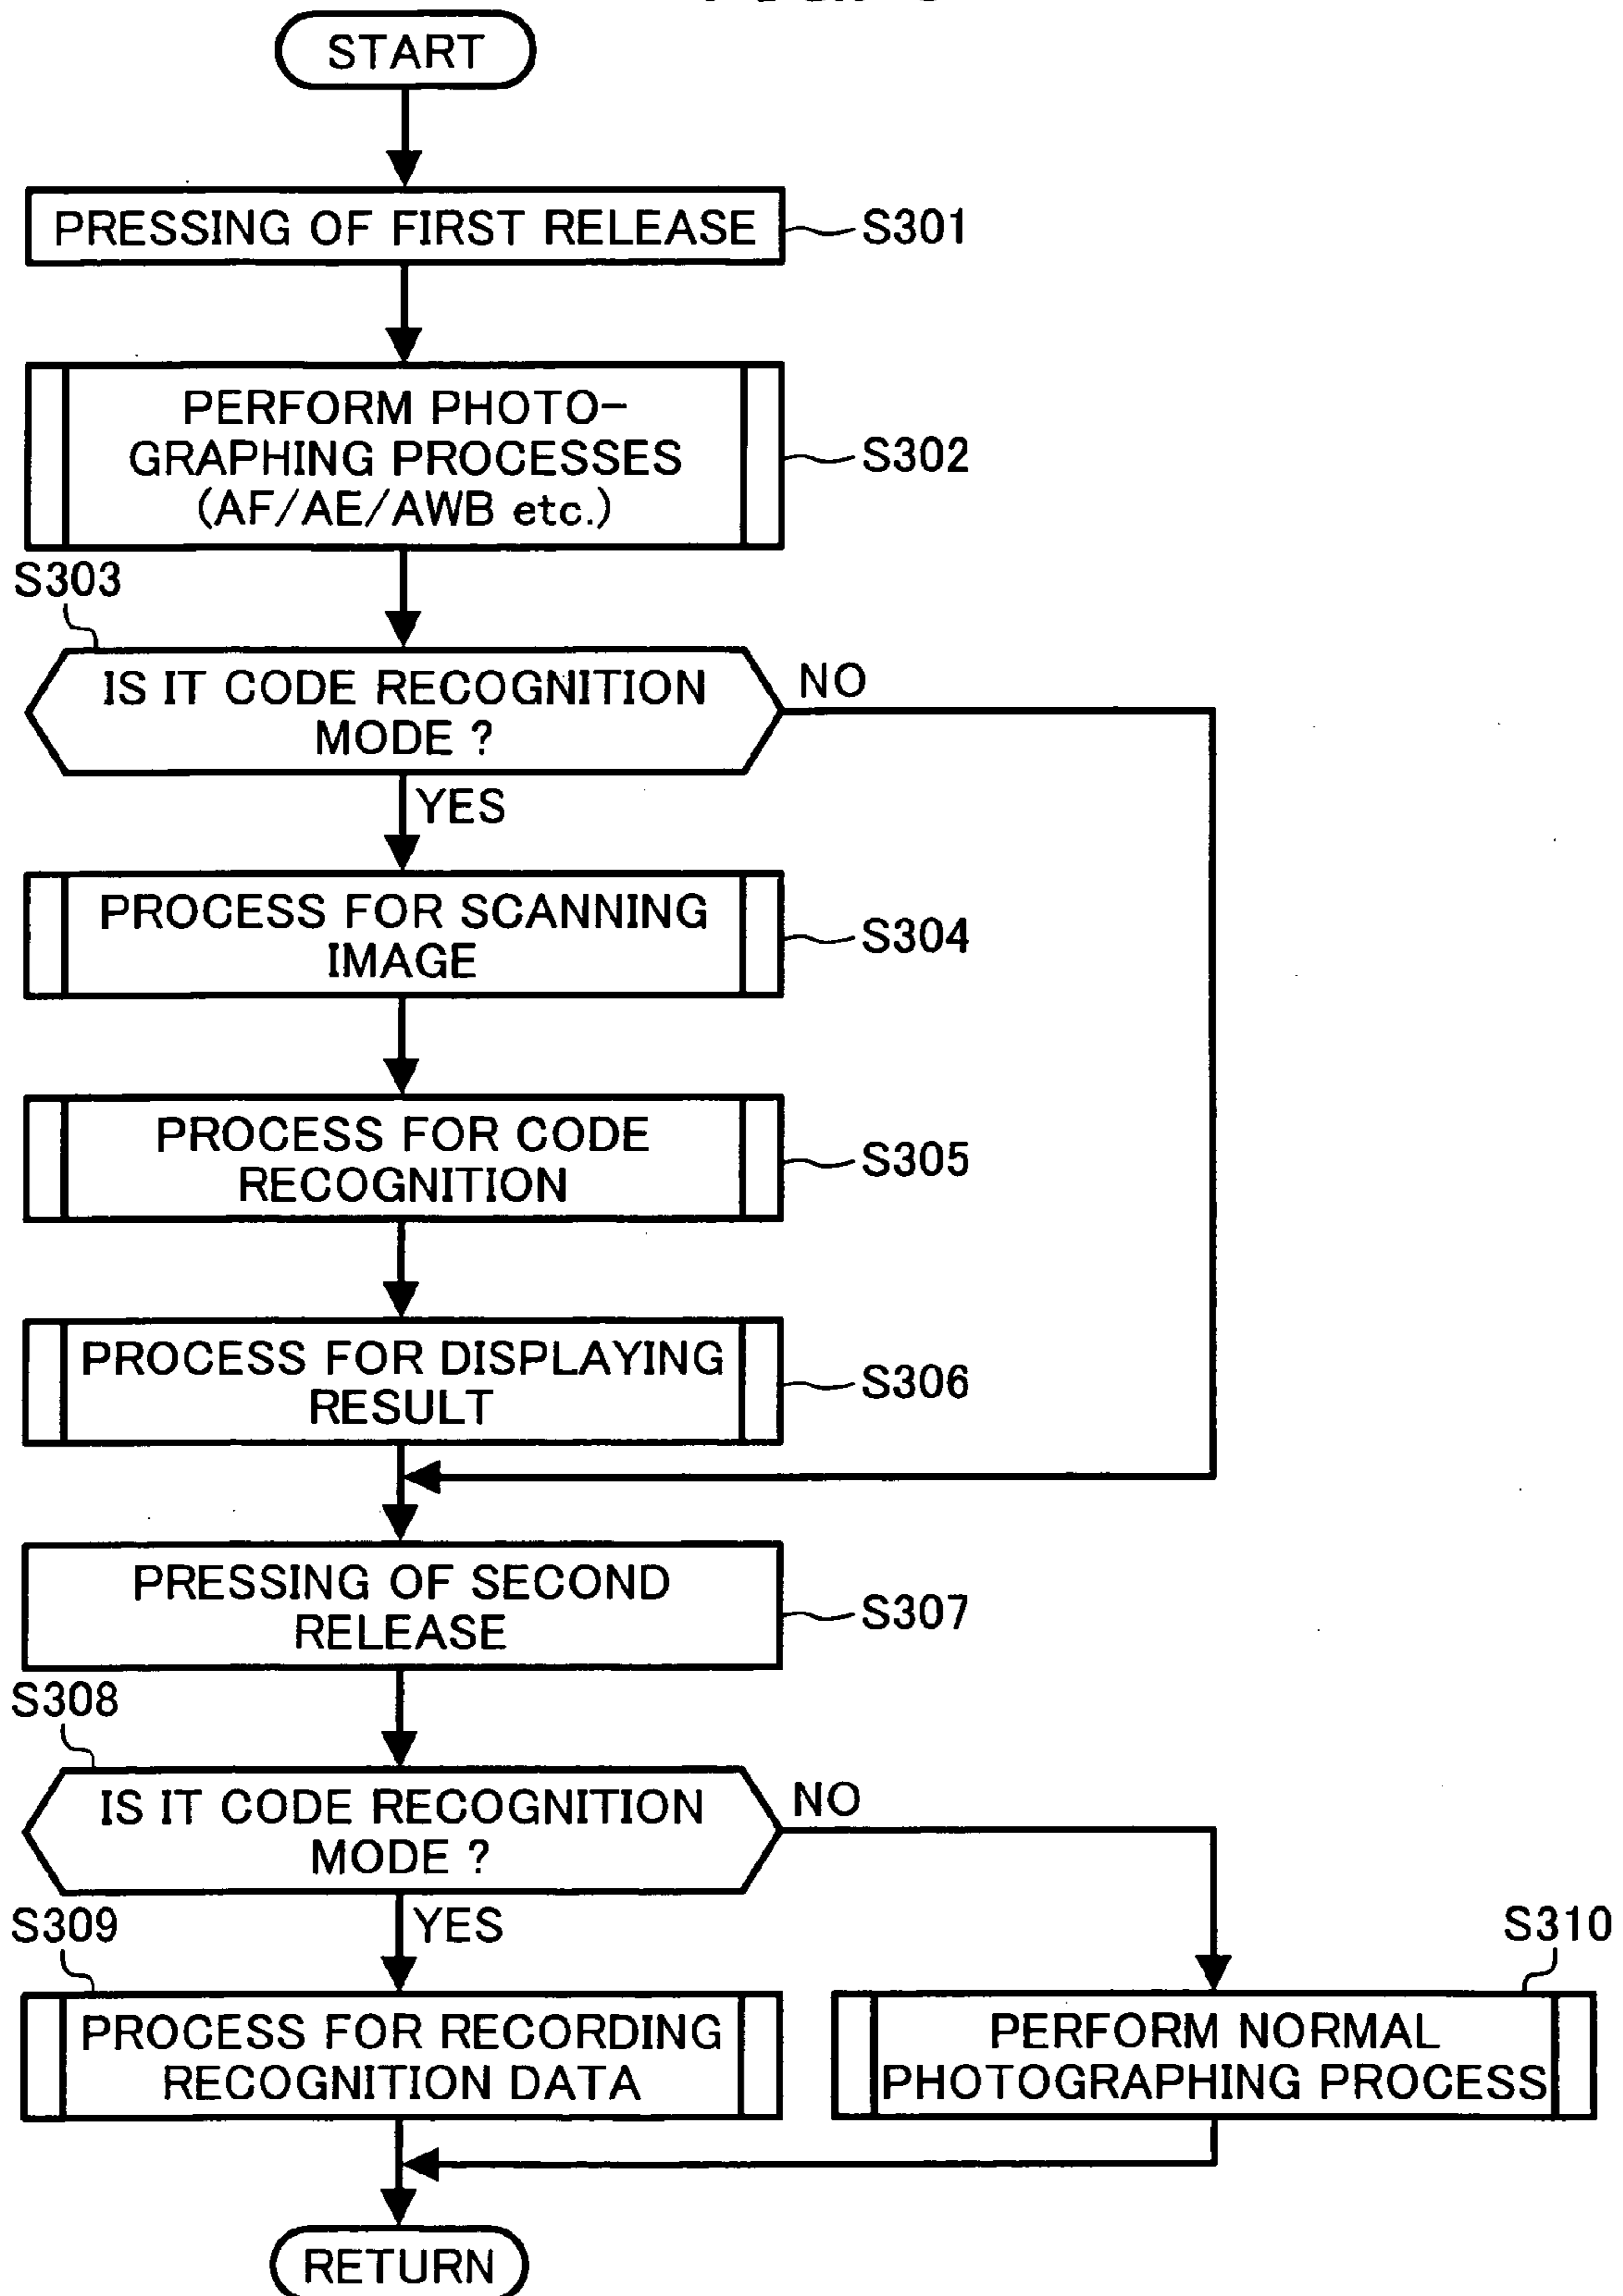 START
PRESSING OF FIRST RELEASE
S301
PERFORM PHOTO-
GRAPHING PROCESSES
(AF/AE/AWB etc.)
S302
S303
IS IT CODE RECOGNITION
MODE ?
NO
YES
PROCESS FOR SCANNING
IMAGE
S304
PROCESS FOR CODE
RECOGNITION
S305
PROCESS FOR DISPLAYING
RESULT
S306
PRESSING OF SECOND
RELEASE
S307
S308
IS IT CODE RECOGNITION
MODE ?
NO
YES
S309
PROCESS FOR RECORDING
RECOGNITION DATA
S310
PERFORM NORMAL
PHOTOGRAPHING PROCESS
RETURN